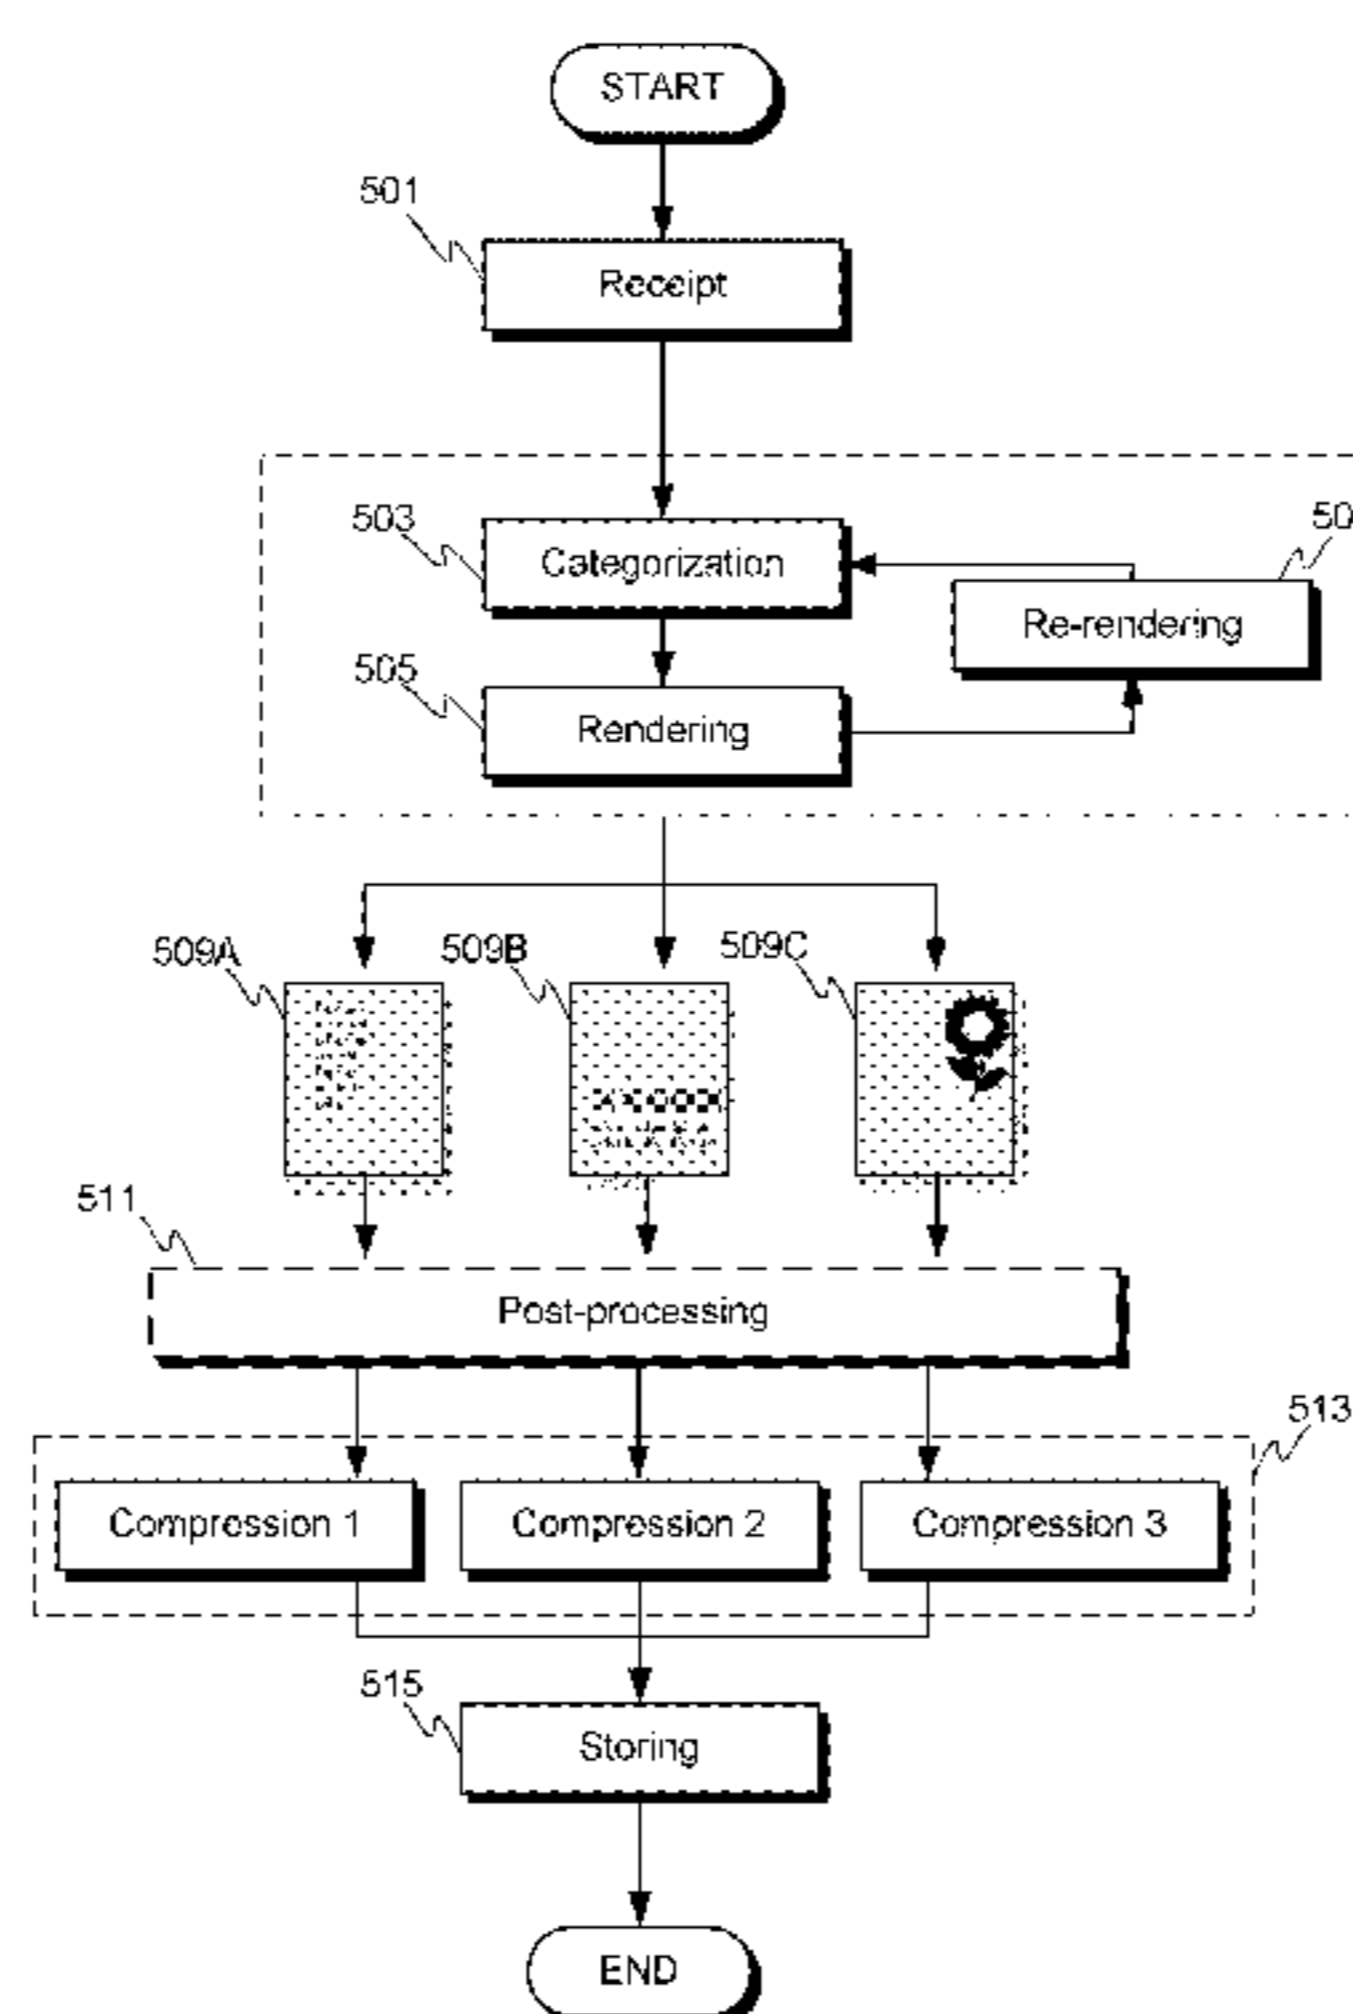 START
501
Receipt
503
Categorization
50
Re-rendering
505
Rendering
509A
509B
509C
511
Post-processing
513
Compression 1
Compression 2
Compression 3
515
Storing
END